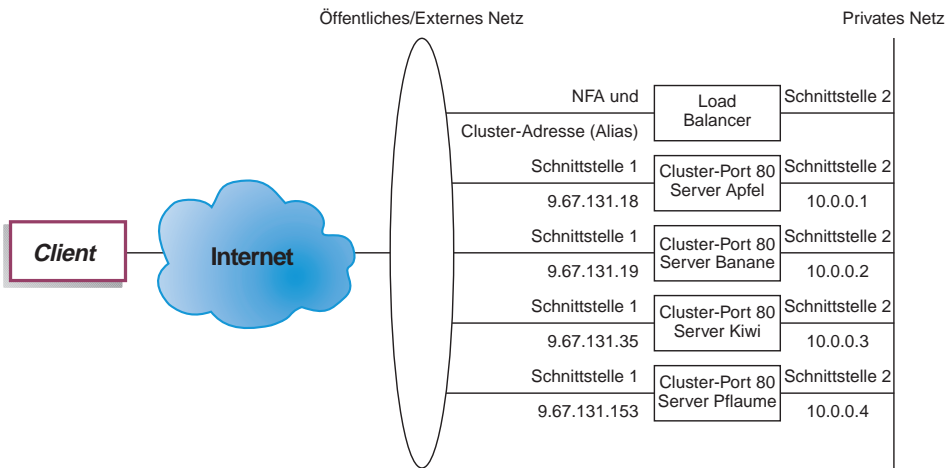 Öffentliches/Externes Netz
Privates Netz
NFA und
Cluster-Adresse (Alias)
Load
Balancer
Schnittstelle 2
Schnittstelle 1
9.67.131.18
Cluster-Port 80
Server Apfel
Schnittstelle 2
10.0.0.1
Client
Internet
Schnittstelle 1
9.67.131.19
Cluster-Port 80
Server Banane
Schnittstelle 2
10.0.0.2
Schnittstelle 1
9.67.131.35
Cluster-Port 80
Server Kiwi
Schnittstelle 2
10.0.0.3
Schnittstelle 1
9.67.131.153
Cluster-Port 80
Server Pflaume
Schnittstelle 2
10.0.0.4